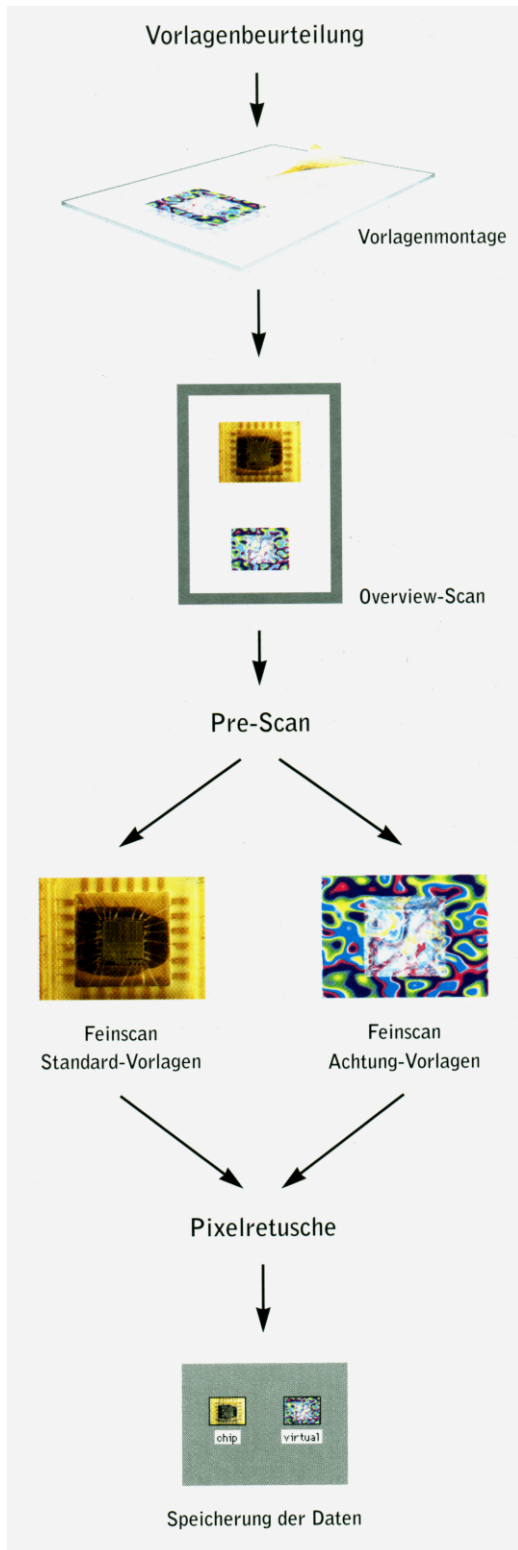 Vorlagenbeurteilung
Vorlagenmontage
Overview-Scan
Pre-Scan
Feinscan
Standard-Vorlagen
Feinscan
Achtung-Vorlagen
Pixelretusche
chip
virtual
Speicherung der Daten